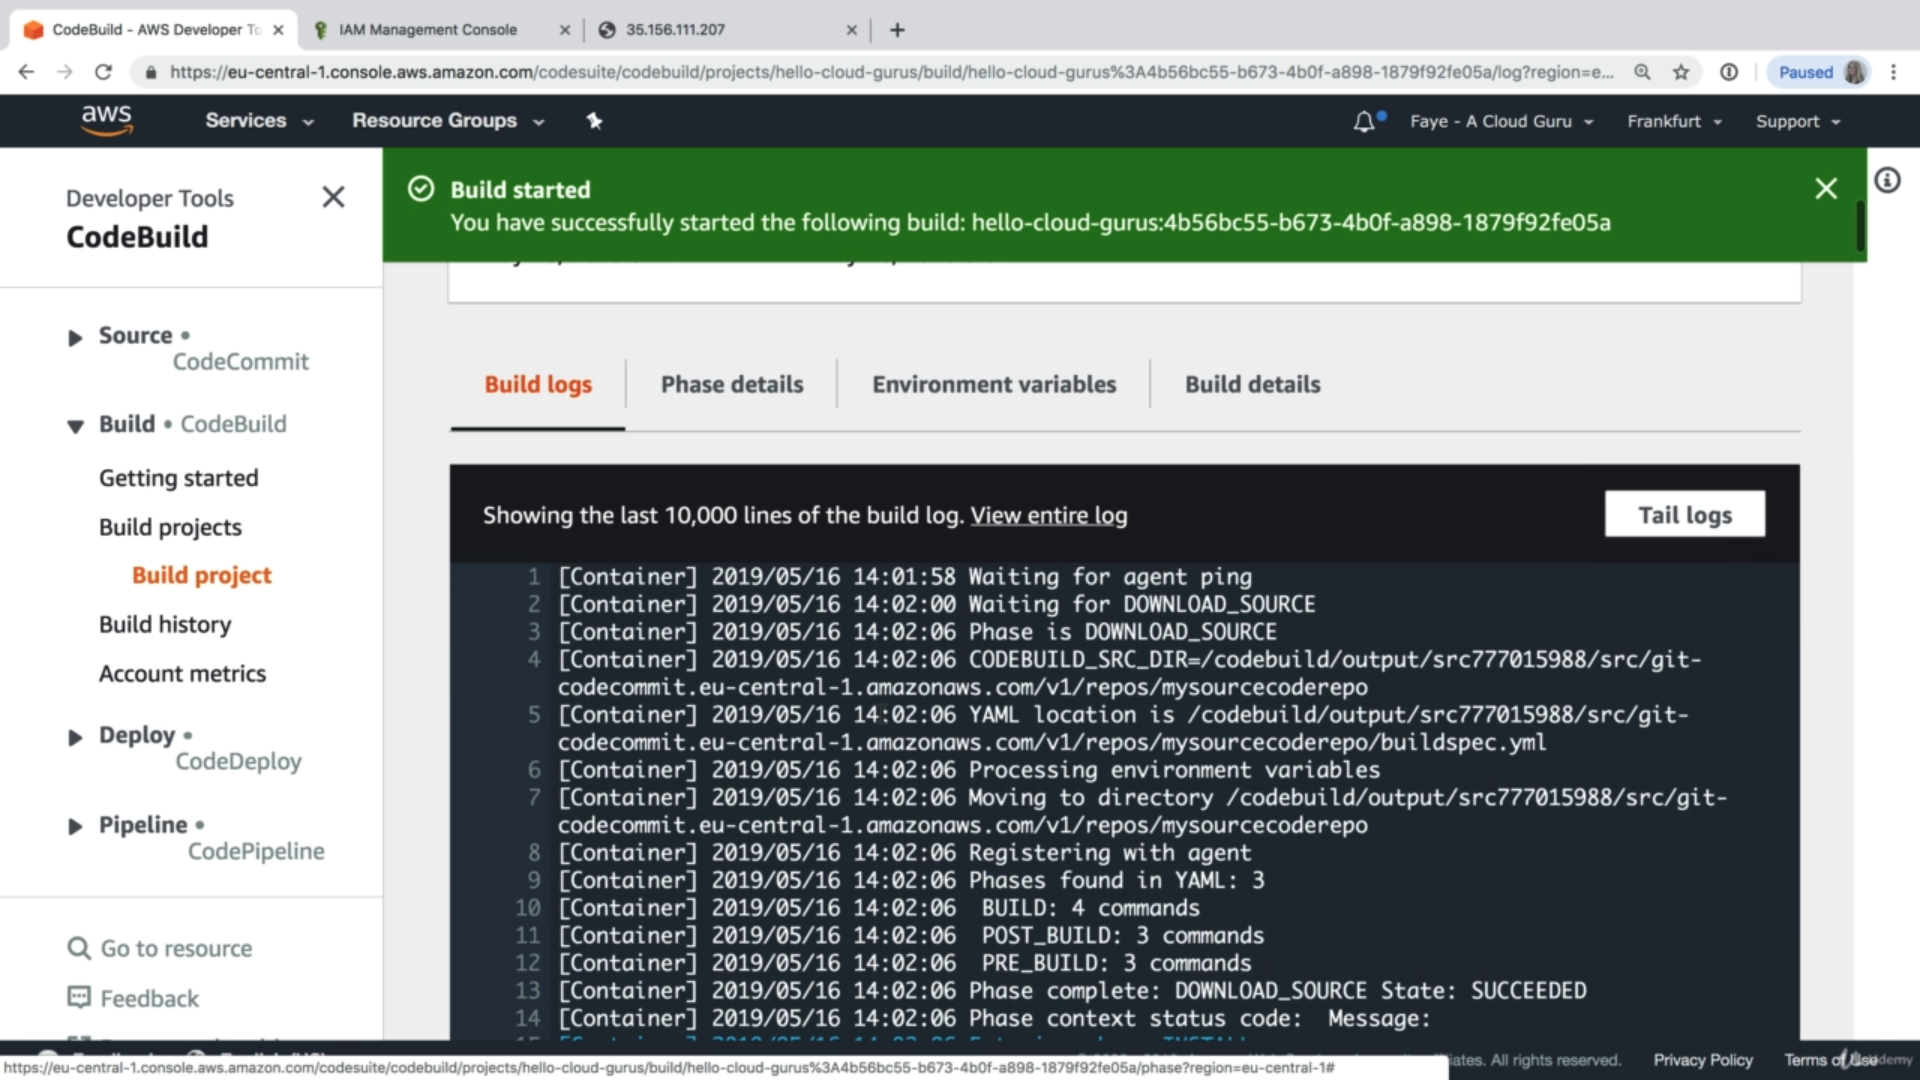 CodeBuild - AWS Developer To
IAM Management Console
35.156.111.207
https://eu-central-1.console.aws.amazon.com/codesuite/codebuild/projects/hello-cloud-gurus/build/hello-cloud-gurus%3A4b56bc55-b673-4b0f-a898-1879f92fe05a/log?region=e...
Paused
aws
Services
Resource Groups
Faye - A Cloud Guru
Frankfurt
Support
Developer Tools
CodeBuild
Source •
CodeCommit
Build • CodeBuild
Getting started
Build projects
Build project
Build history
Account metrics
Deploy •
CodeDeploy
Pipeline •
CodePipeline
Go to resource
Feedback
Build started
You have successfully started the following build: hello-cloud-gurus:4b56bc55-b673-4b0f-a898-1879f92fe05a
Build logs
Phase details
Environment variables
Build details
Showing the last 10,000 lines of the build log. View entire log
Tail logs
1 [Container] 2019/05/16 14:01:58 Waiting for agent ping
2 [Container] 2019/05/16 14:02:00 Waiting for DOWNLOAD_SOURCE
3 [Container] 2019/05/16 14:02:06 Phase is DOWNLOAD_SOURCE
4 [Container] 2019/05/16 14:02:06 CODEBUILD_SRC_DIR=/codebuild/output/src777015988/src/git-
codecommit.eu-central-1.amazonaws.com/v1/repos/mysourcecoderepo
5 [Container] 2019/05/16 14:02:06 YAML location is /codebuild/output/src777015988/src/git-
codecommit.eu-central-1.amazonaws.com/v1/repos/mysourcecoderepo/buildspec.yml
6 [Container] 2019/05/16 14:02:06 Processing environment variables
7 [Container] 2019/05/16 14:02:06 Moving to directory /codebuild/output/src777015988/src/git-
codecommit.eu-central-1.amazonaws.com/v1/repos/mysourcecoderepo
8 [Container] 2019/05/16 14:02:06 Registering with agent
9 [Container] 2019/05/16 14:02:06 Phases found in YAML: 3
10 [Container] 2019/05/16 14:02:06 BUILD: 4 commands
11 [Container] 2019/05/16 14:02:06 POST_BUILD: 3 commands
12 [Container] 2019/05/16 14:02:06 PRE_BUILD: 3 commands
13 [Container] 2019/05/16 14:02:06 Phase complete: DOWNLOAD_SOURCE State: SUCCEEDED
14 [Container] 2019/05/16 14:02:06 Phase context status code: Message:
https://eu-central-1.console.aws.amazon.com/codesuite/codebuild/projects/hello-cloud-gurus/build/hello-cloud-gurus%3A4b56bc55-b673-4b0f-a898-1879f92fe05a/phase?region=eu-central-1#
iates. All rights reserved.
Privacy Policy
Terms of Use